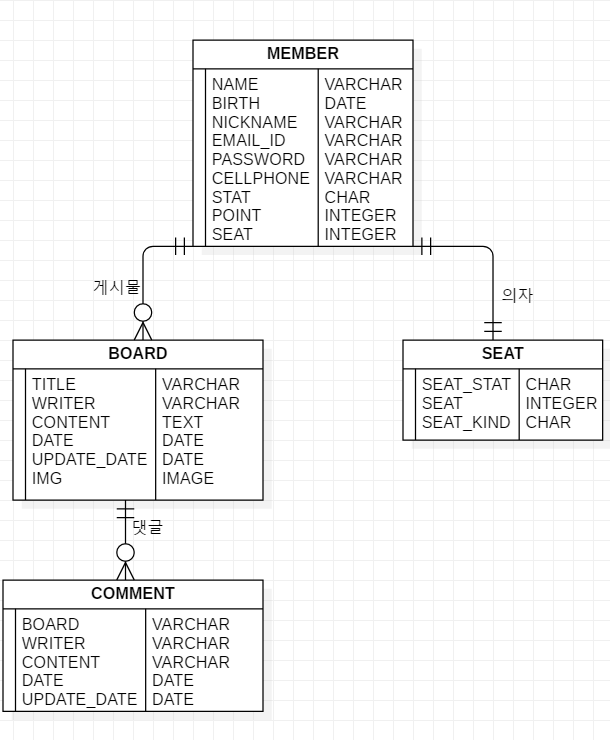 MEMBER
NAME VARCHAR
BIRTH DATE
NICKNAME VARCHAR
EMAIL_ID VARCHAR
PASSWORD VARCHAR
CELLPHONE VARCHAR
STAT CHAR
POINT INTEGER
SEAT INTEGER
게시물
의자
BOARD
TITLE VARCHAR
WRITER VARCHAR
CONTENT TEXT
DATE DATE
UPDATE_DATE DATE
IMG IMAGE
SEAT
SEAT_STAT CHAR
SEAT INTEGER
SEAT_KIND CHAR
댓글
COMMENT
BOARD VARCHAR
WRITER VARCHAR
CONTENT VARCHAR
DATE DATE
UPDATE_DATE DATE